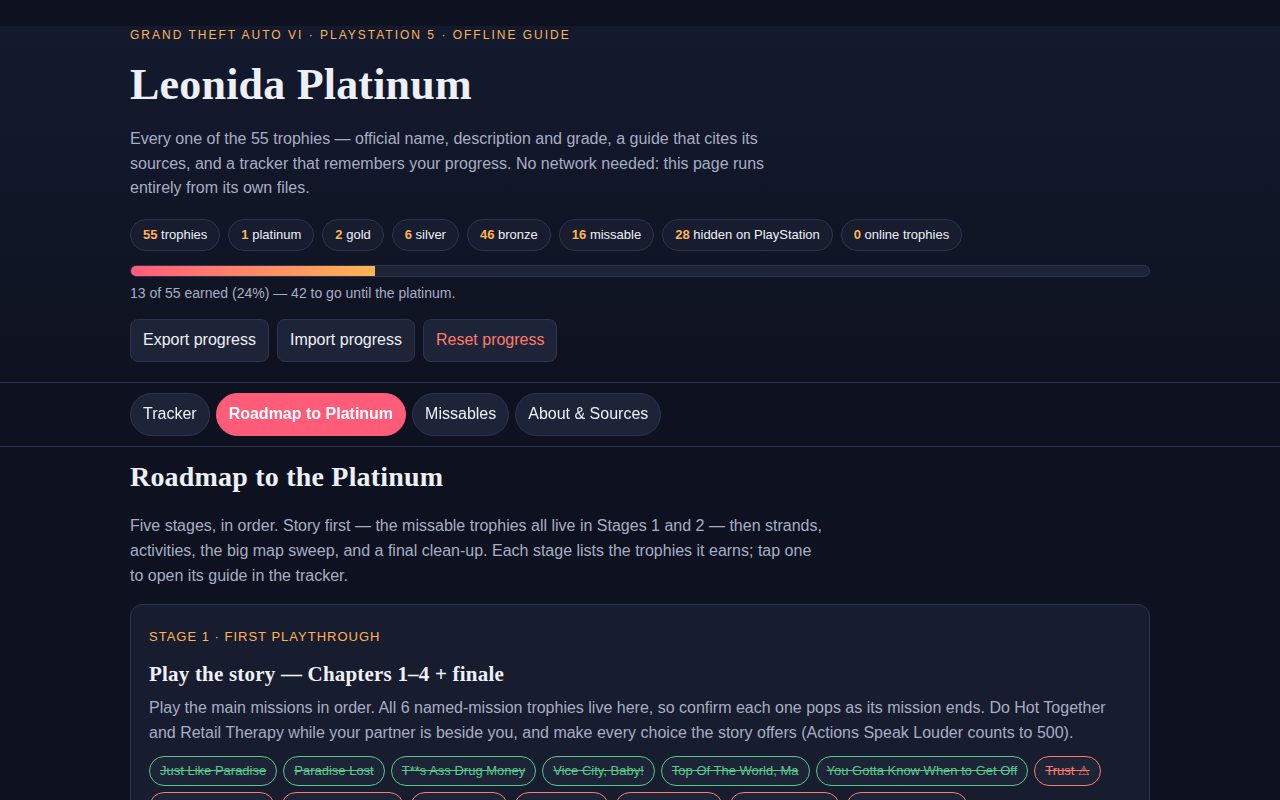 GRAND THEFT AUTO VI · PLAYSTATION 5 · OFFLINE GUIDE
Leonida Platinum
Every one of the 55 trophies — official name, description and grade, a guide that cites its
sources, and a tracker that remembers your progress. No network needed: this page runs
entirely from its own files.
55 trophies 1 platinum 2 gold 6 silver 46 bronze 16 missable 28 hidden on PlayStation 0 online trophies
13 of 55 earned (24%) — 42 to go until the platinum.
Export progress Import progress Reset progress
Tracker Roadmap to Platinum Missables About & Sources
Roadmap to the Platinum
Five stages, in order. Story first — the missable trophies all live in Stages 1 and 2 — then strands,
activities, the big map sweep, and a final clean-up. Each stage lists the trophies it earns; tap one
to open its guide in the tracker.
STAGE 1 · FIRST PLAYTHROUGH
Play the story — Chapters 1–4 + finale
Play the main missions in order. All 6 named-mission trophies live here, so confirm each one pops as its mission ends. Do Hot Together
and Retail Therapy while your partner is beside you, and make every choice the story offers (Actions Speak Louder counts to 500).
Just Like Paradise Paradise Lost T**s Ass Drug Money Vice City, Baby! Top Of The World, Ma You Gotta Know When to Get Off Trust ⚠